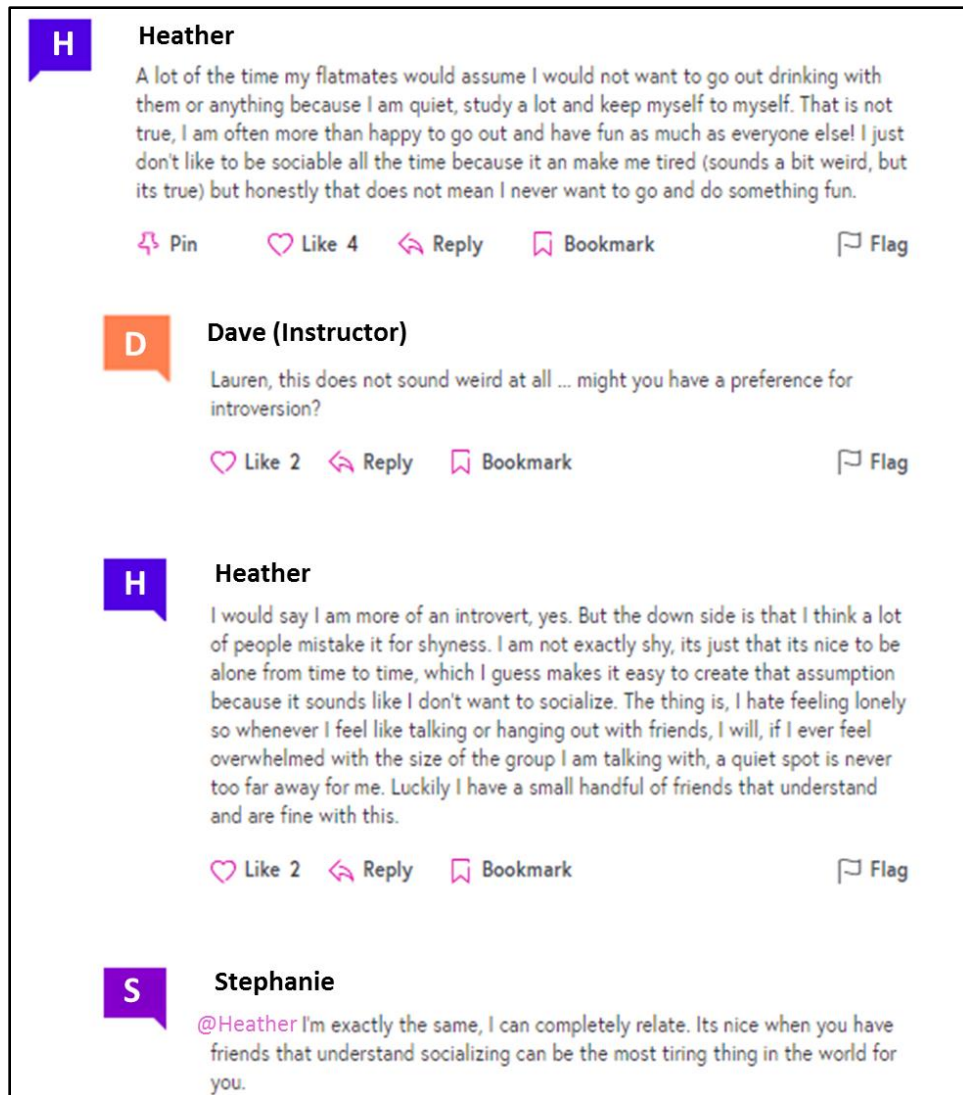 H
Heather
A lot of the time my flatmates would assume I would not want to go out drinking with
them or anything because I am quiet, study a lot and keep myself to myself. That is not
true, I am often more than happy to go out and have fun as much as everyone else! I just
don't like to be sociable all the time because it an make me tired (sounds a bit weird, but
its true) but honestly that does not mean I never want to go and do something fun.
Pin Like 4 Reply Bookmark Flag
D
Dave (Instructor)
Lauren, this does not sound weird at all ... might you have a preference for
introversion?
Like 2 Reply Bookmark Flag
H
Heather
I would say I am more of an introvert, yes. But the down side is that I think a lot
of people mistake it for shyness. I am not exactly shy, its just that its nice to be
alone from time to time, which I guess makes it easy to create that assumption
because it sounds like I don't want to socialize. The thing is, I hate feeling lonely
so whenever I feel like talking or hanging out with friends, I will, if I ever feel
overwhelmed with the size of the group I am talking with, a quiet spot is never
too far away for me. Luckily I have a small handful of friends that understand
and are fine with this.
Like 2 Reply Bookmark Flag
S
Stephanie
@Heather I'm exactly the same, I can completely relate. Its nice when you have
friends that understand socializing can be the most tiring thing in the world for
you.